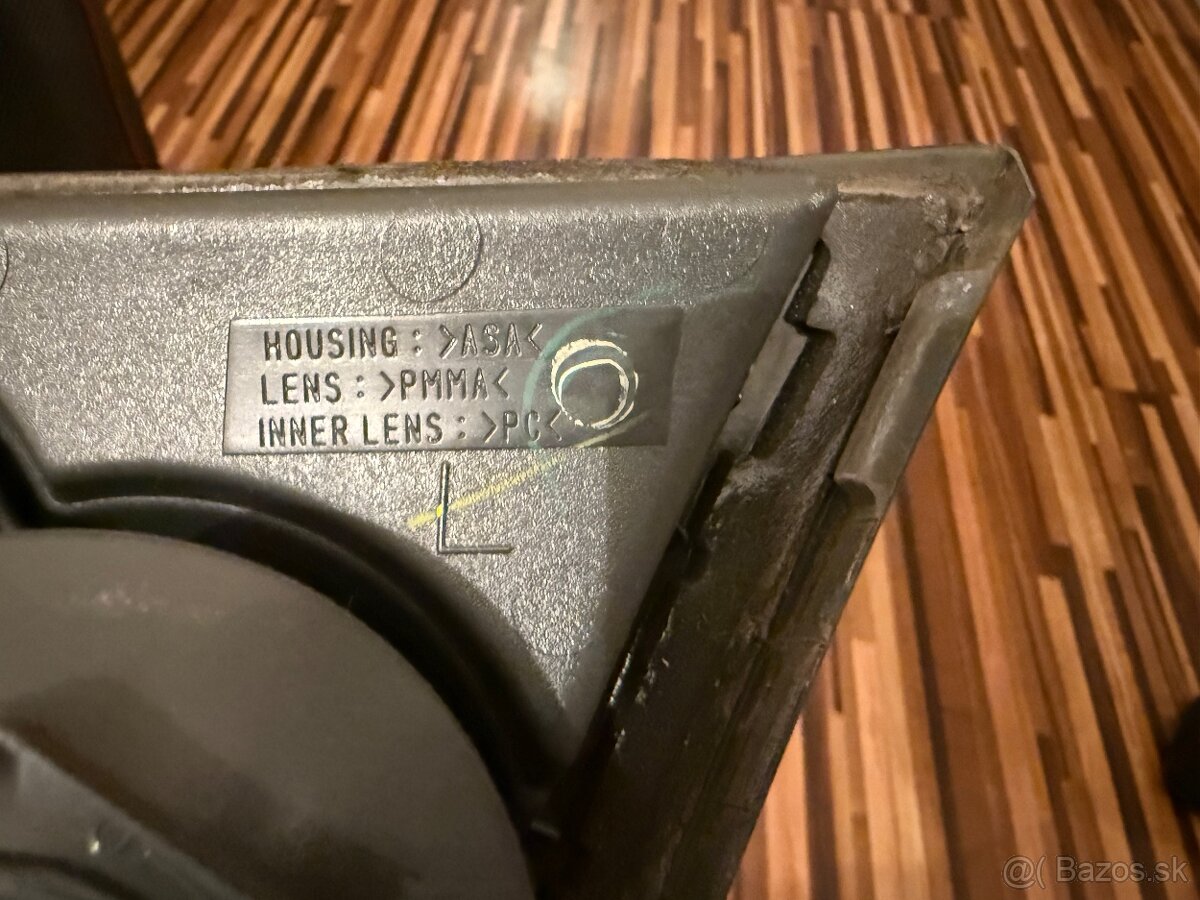 HOUSING : >ASA<
LENS : >PMMA<
INNER LENS : >PC<
L
@( Bazos.sk